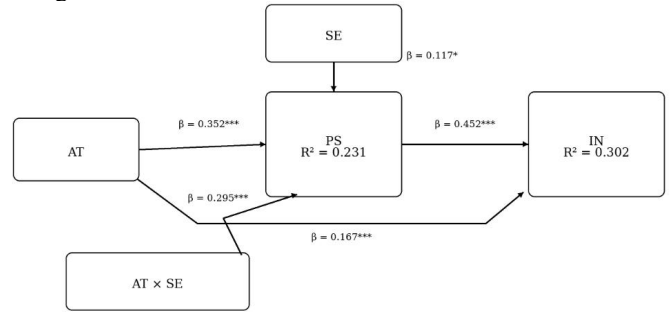 SE
β = 0.117*
β = 0.352***
β = 0.452***
PS
R² = 0.231
IN
R² = 0.302
AT
β = 0.295***
β = 0.167***
AT × SE